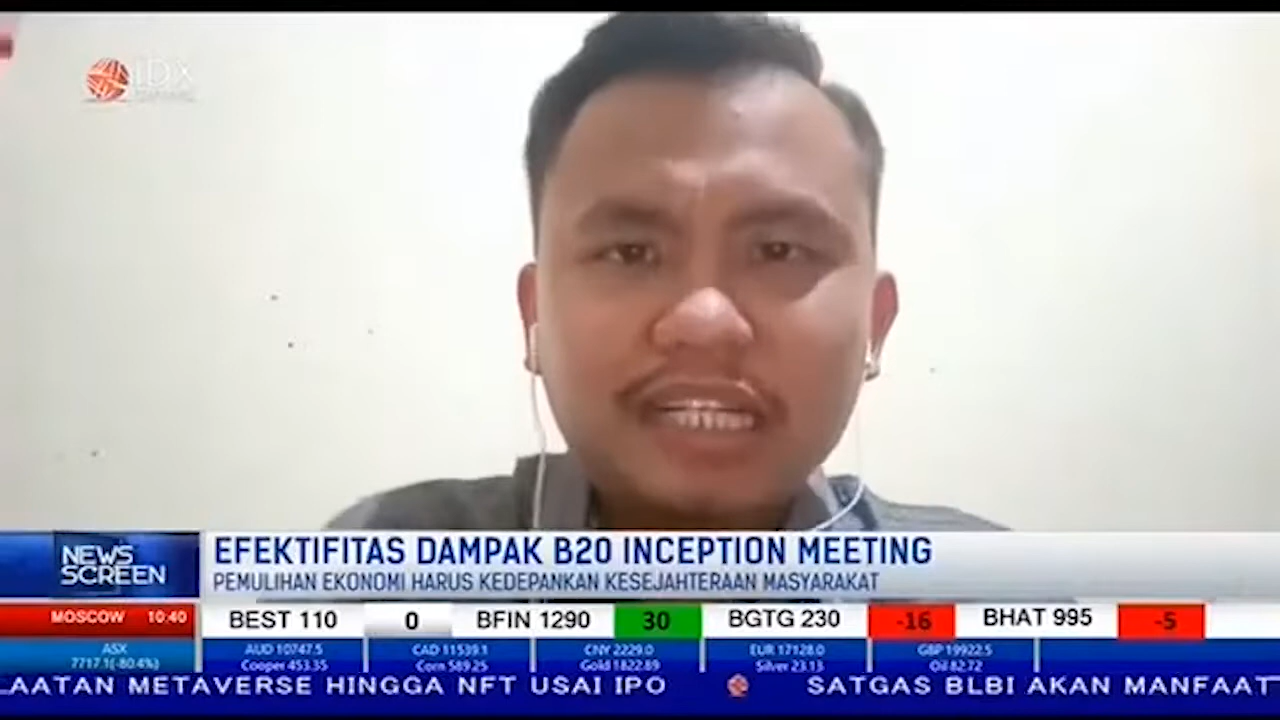 IDX
NEWS SCREEN
EFEKTIFITAS DAMPAK B20 INCEPTION MEETING
PEMULIHAN EKONOMI HARUS KEDEPANKAN KESEJAHTERAAN MASYARAKAT
MOSCOW 10:40
BEST 110 0 BFIN 1290 30 BGTG 230 -16 BHAT 995 -5
ASX
7717.1(-80.4%)
AUD 10747.5 CAD 11539.1 CNY 2229.0 EUR 17128.0 GBP 19922.5
Cooper 453.35 Corn 589.25 Gold 1822.89 Silver 23.13 Oil 82.72
LAATAN METAVERSE HINGGA NFT USAI IPO SATGAS BLBI AKAN MANFAAT